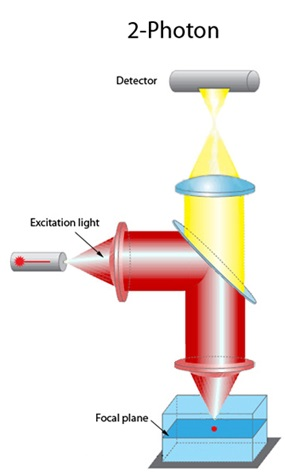 2-Photon
Detector
Excitation light
Focal plane